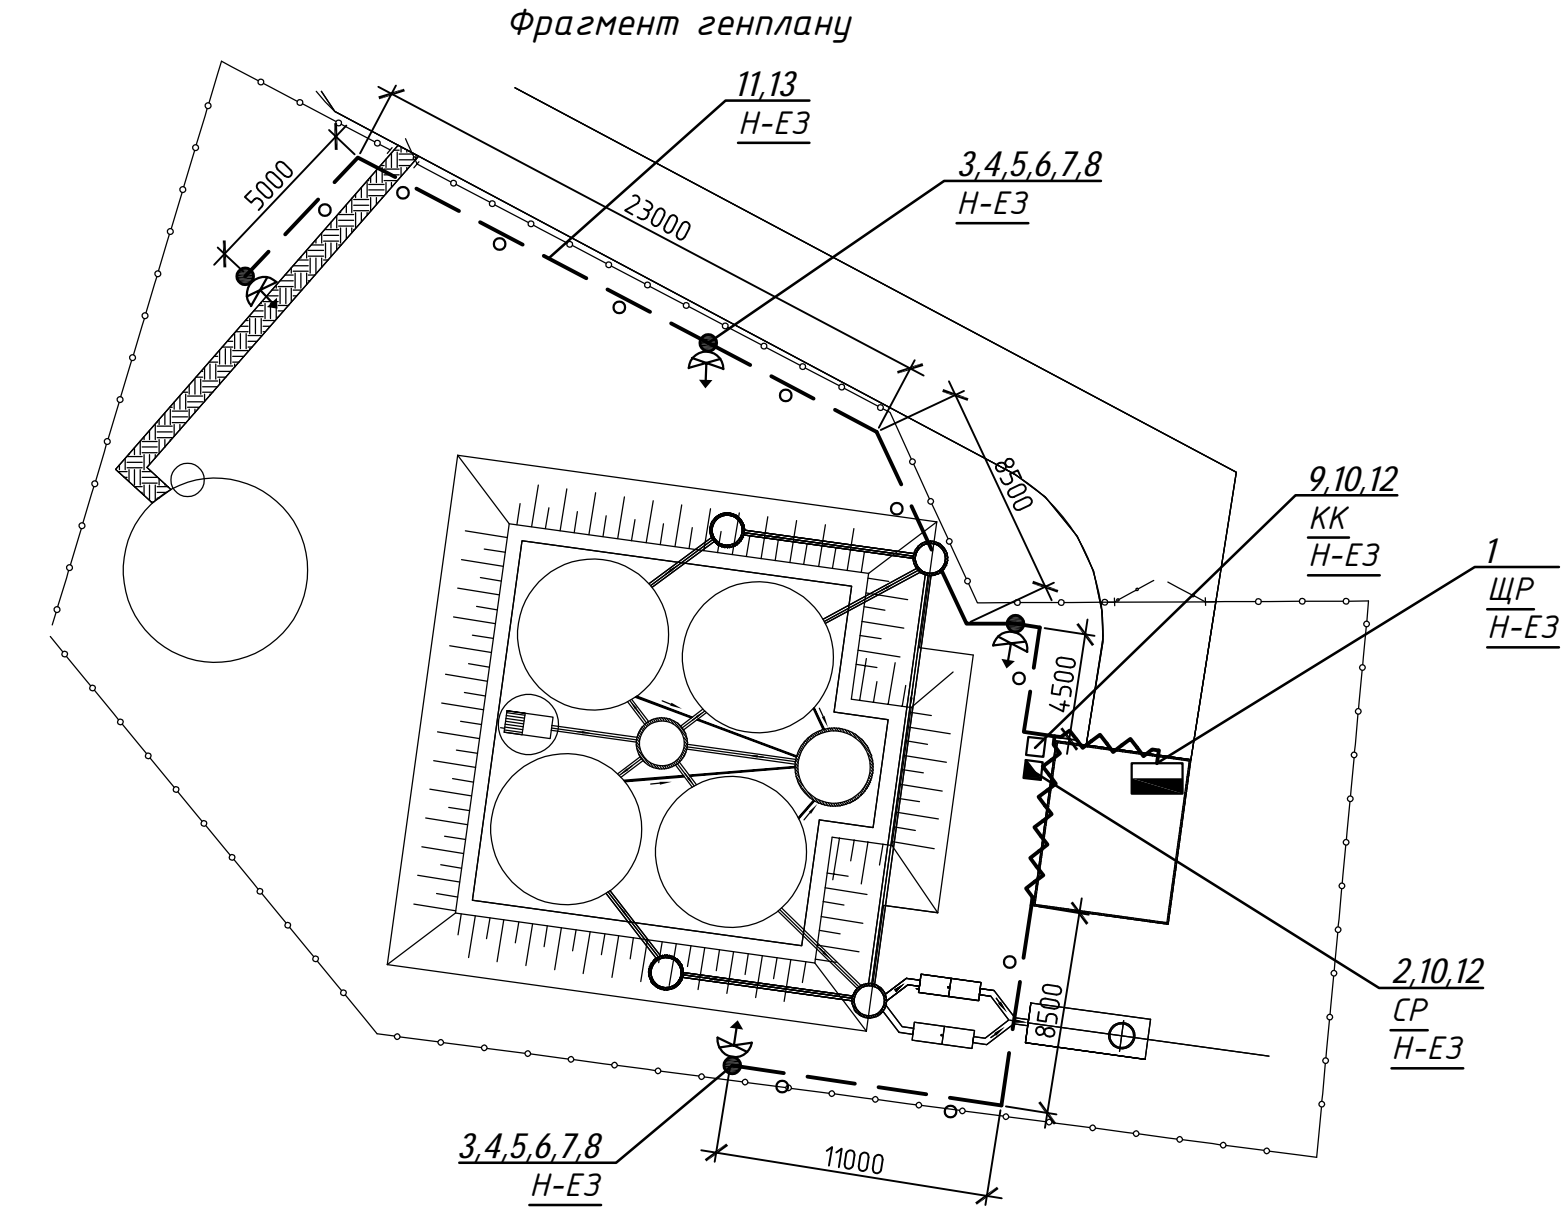 Фрагмент генплану
11,13
Н-ЕЗ
3,4,5,6,7,8
Н-ЕЗ
5000
23000
8500
9,10,12
КК
Н-ЕЗ
1
ЩР
Н-ЕЗ
4500
2,10,12
СР
Н-ЕЗ
8500
3,4,5,6,7,8
Н-ЕЗ
11000